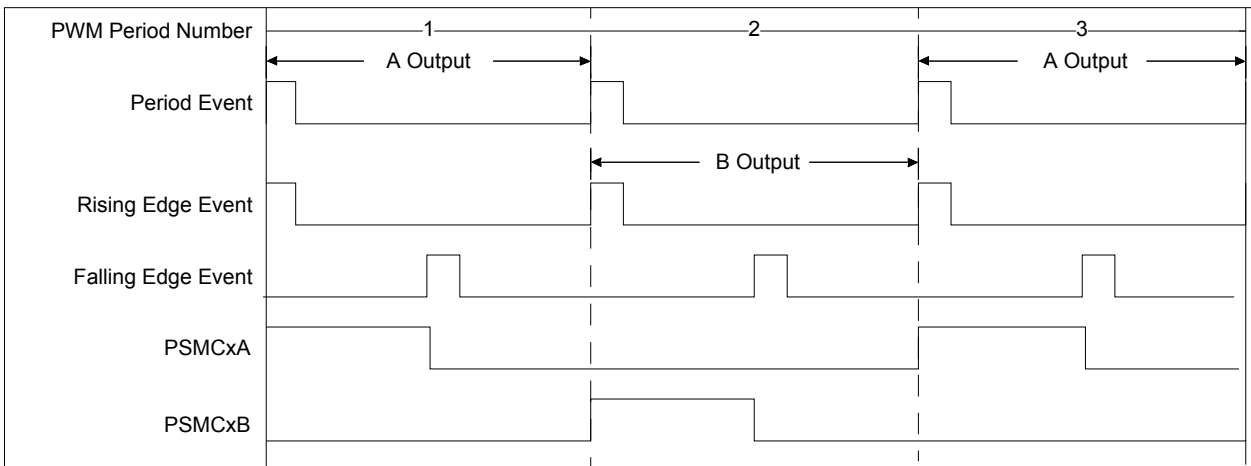 PWM Period Number
1
2
3
A Output
A Output
Period Event
B Output
Rising Edge Event
Falling Edge Event
PSMCxA
PSMCxB